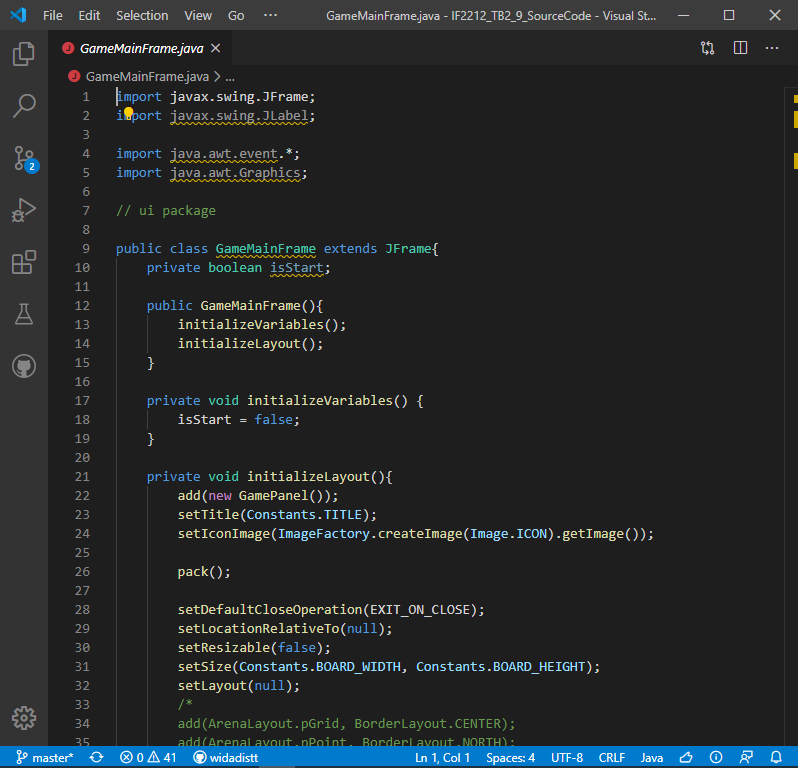 File Edit Selection View Go ··· GameMainFrame.java - IF2212_TB2_9_SourceCode - Visual St...
GameMainFrame.java
GameMainFrame.java > ...
1 import javax.swing.JFrame;
2 import javax.swing.JLabel;
3
4 import java.awt.event.*;
5 import java.awt.Graphics;
6
7 // ui package
8
9 public class GameMainFrame extends JFrame{
10 private boolean isStart;
11
12 public GameMainFrame(){
13 initializeVariables();
14 initializeLayout();
15 }
16
17 private void initializeVariables() {
18 isStart = false;
19 }
20
21 private void initializeLayout(){
22 add(new GamePanel());
23 setTitle(Constants.TITLE);
24 setIconImage(ImageFactory.createImage(Image.ICON).getImage());
25
26 pack();
27
28 setDefaultCloseOperation(EXIT_ON_CLOSE);
29 setLocationRelativeTo(null);
30 setResizable(false);
31 setSize(Constants.BOARD_WIDTH, Constants.BOARD_HEIGHT);
32 setLayout(null);
33 /*
34 add(ArenaLayout.pGrid, BorderLayout.CENTER);
35 add(ArenaLayout.pPoint, BorderLayout.NORTH);
2
master* 0 41 widadistt Ln 1, Col 1 Spaces: 4 UTF-8 CRLF Java